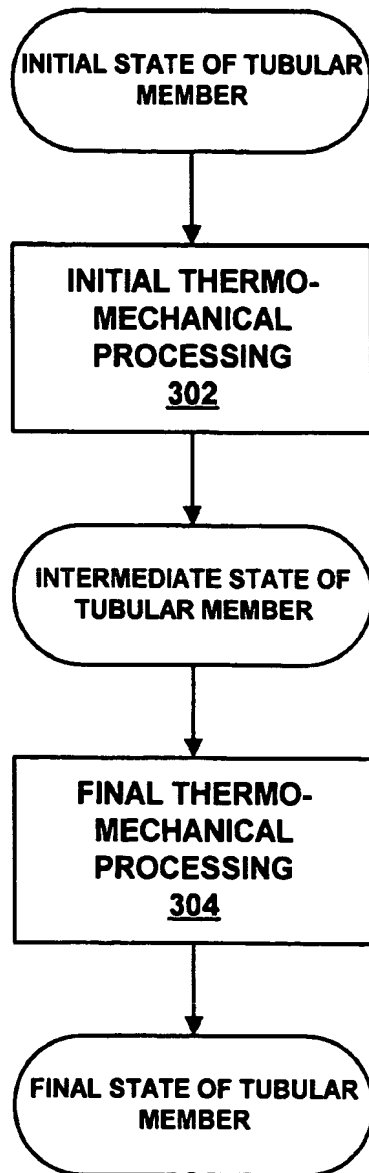 INITIAL STATE OF TUBULAR
MEMBER
INITIAL THERMO-
MECHANICAL
PROCESSING
302
INTERMEDIATE STATE OF
TUBULAR MEMBER
FINAL THERMO-
MECHANICAL
PROCESSING
304
FINAL STATE OF TUBULAR
MEMBER